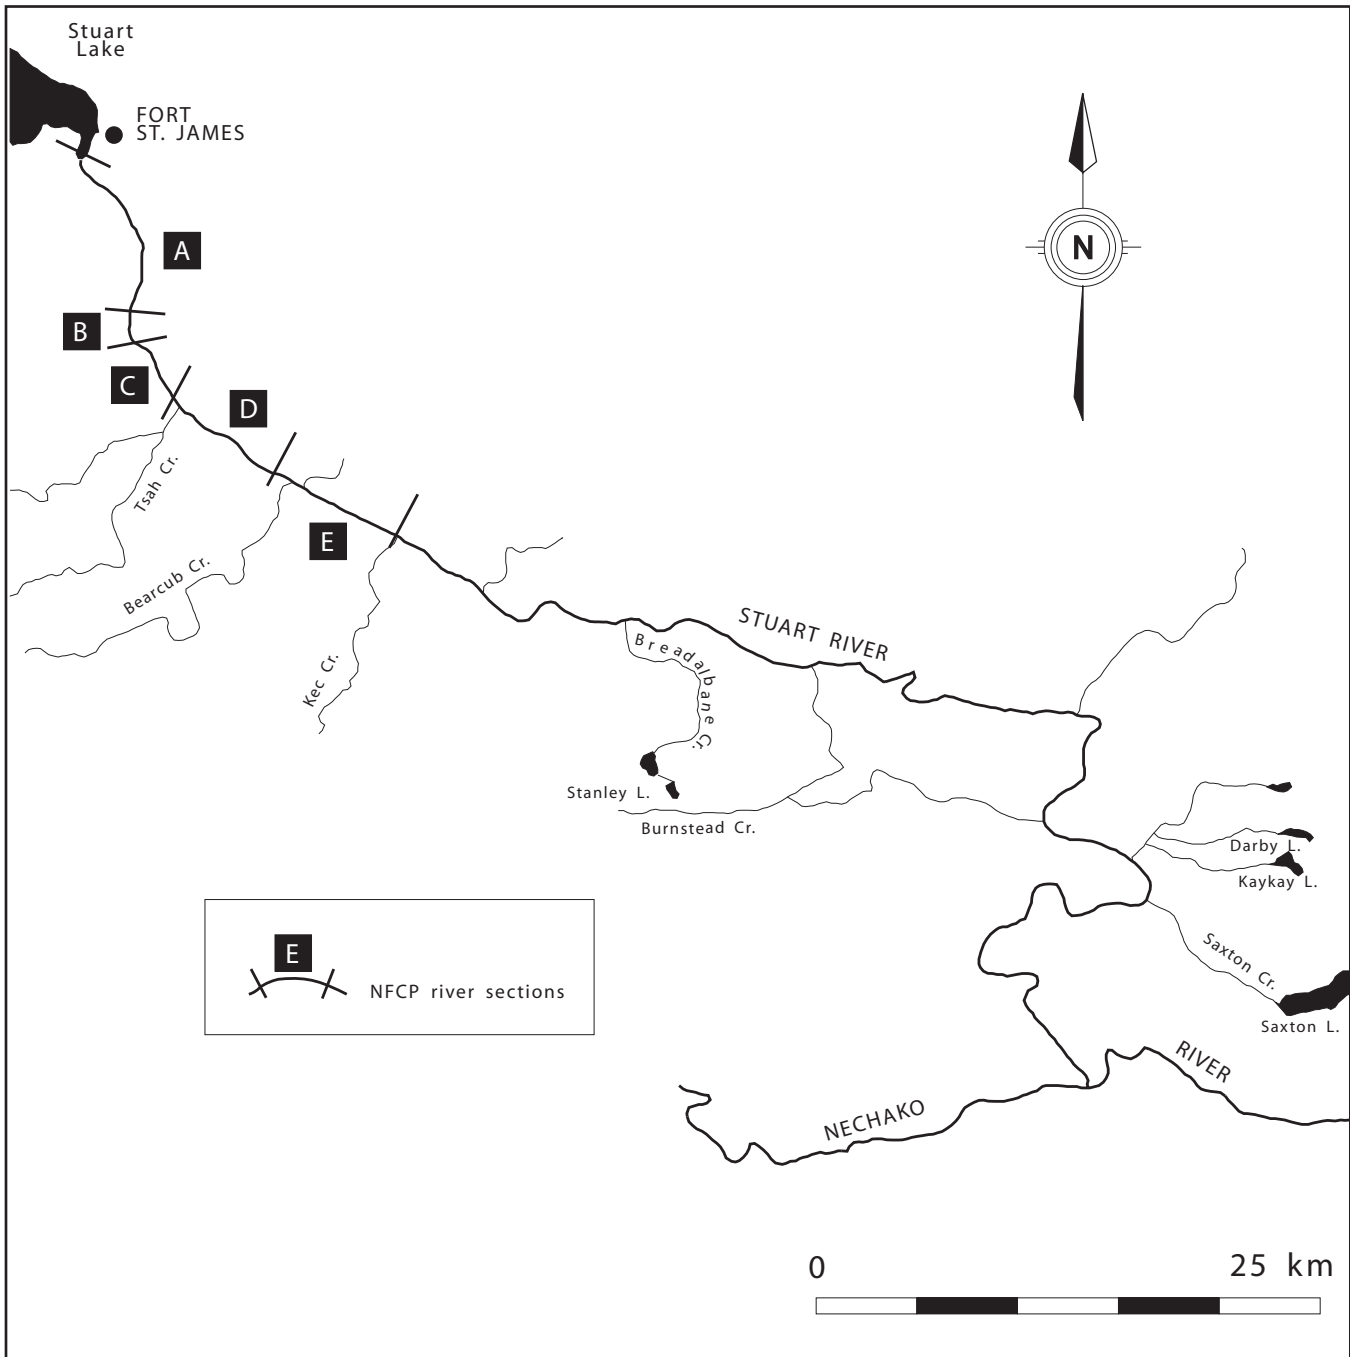 Stuart
Lake
FORT
ST. JAMES
A
B
C
D
E
N
Tsah Cr.
Bearcub Cr.
Kec Cr.
STUART RIVER
Breadalbane Cr.
Stanley L.
Burnstead Cr.
Darby L.
Kaykay L.
Saxton Cr.
Saxton L.
E
NFCP river sections
NECHAKO
RIVER
0
25 km